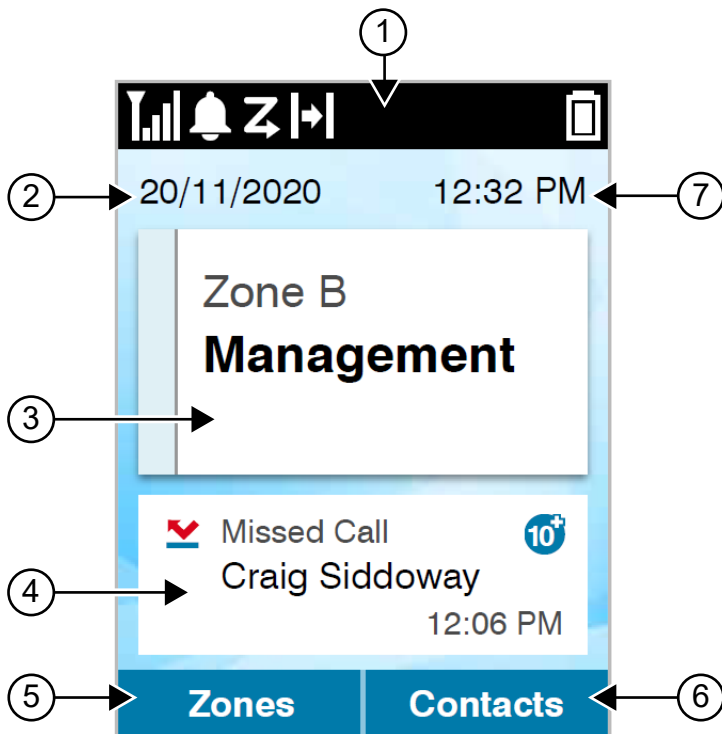 1
2
20/11/2020
12:32 PM
7
Zone B
Management
3
Missed Call
10+
Craig Siddoway
4
12:06 PM
5
Zones
Contacts
6